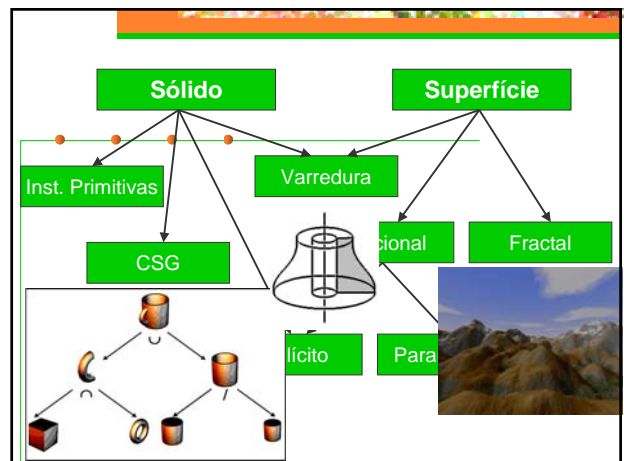 Sólido
Superfície
Inst. Primitivas
Varredura
cional
Fractal
CSG
lícito
Para